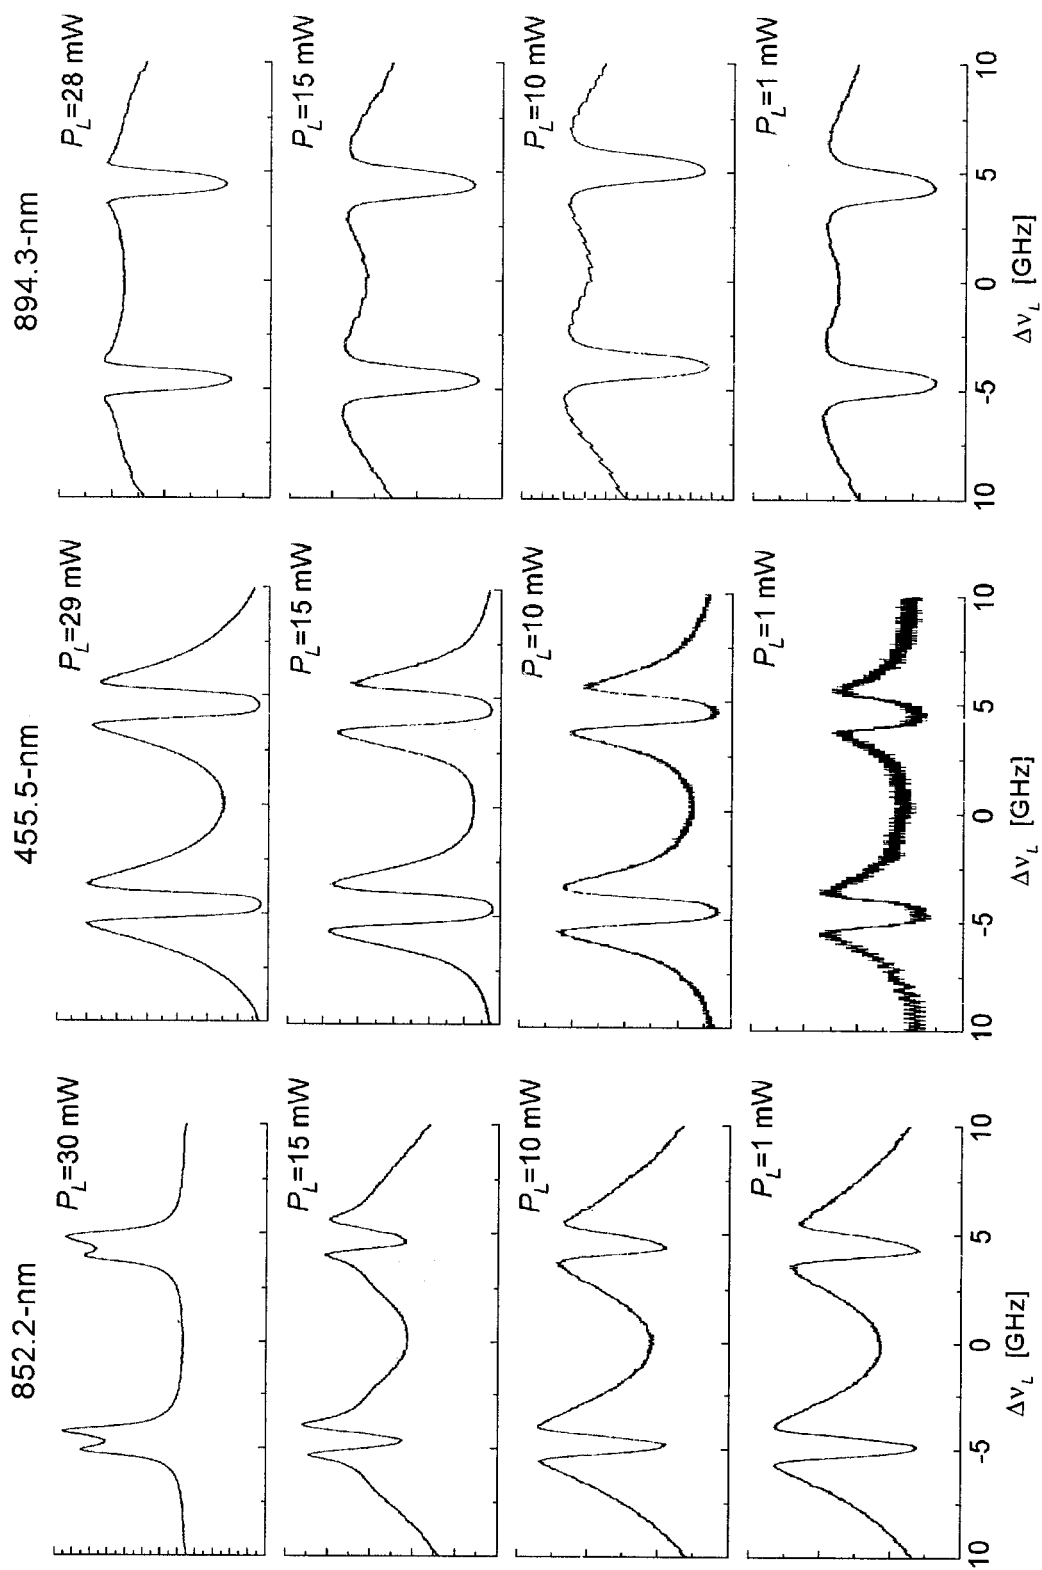 852.2-nm 455.5-nm 894.3-nm
P_L=30 mW P_L=29 mW P_L=28 mW
P_L=15 mW P_L=15 mW P_L=15 mW
P_L=10 mW P_L=10 mW P_L=10 mW
P_L=1 mW P_L=1 mW P_L=1 mW
10 -5 0 5 10 10 -5 0 5 10 10 -5 0 5 10
Δν_L [GHz] Δν_L [GHz] Δν_L [GHz]